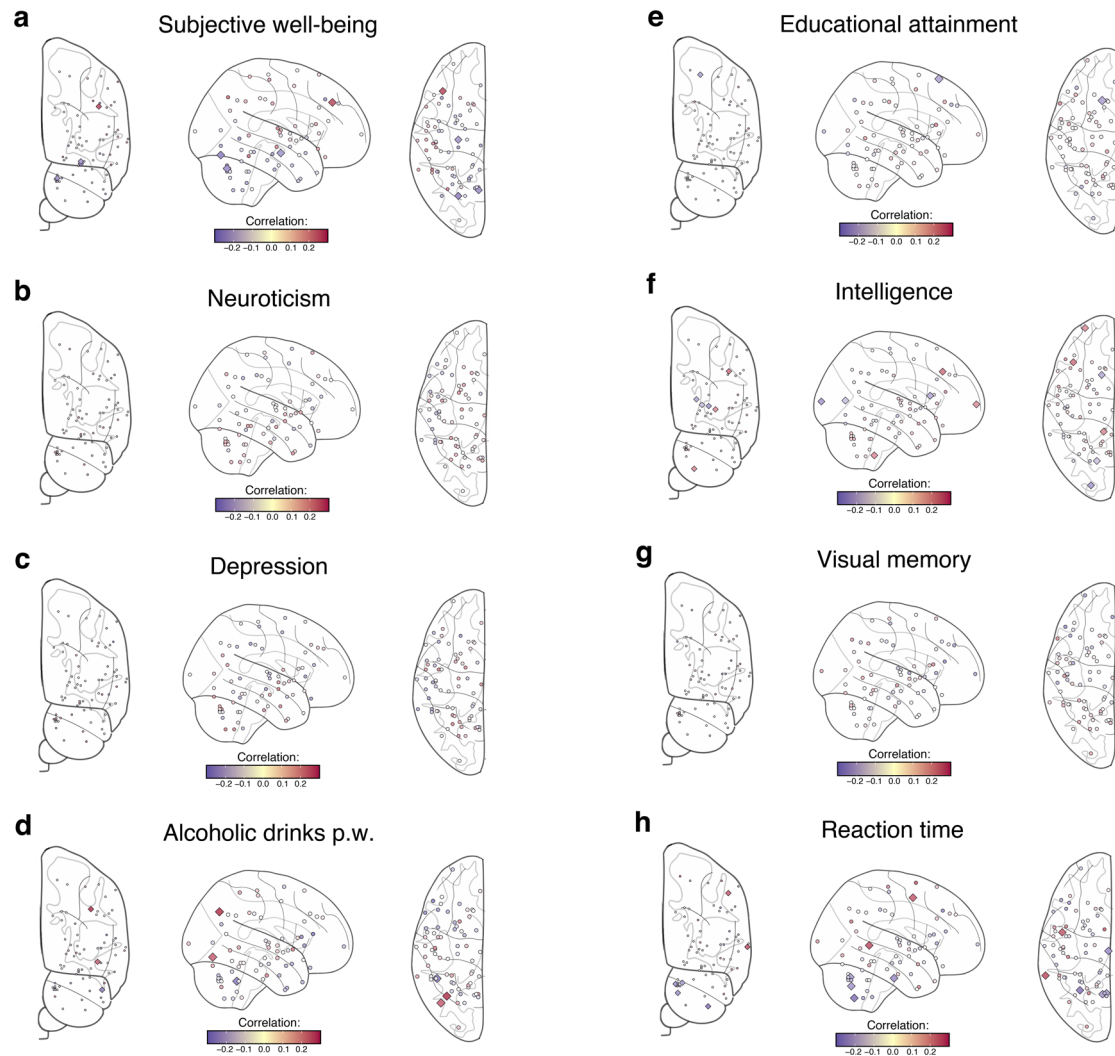 a
Subjective well-being
Correlation:
−0.2 −0.1 0.0 0.1 0.2
b
Neuroticism
Correlation:
−0.2 −0.1 0.0 0.1 0.2
c
Depression
Correlation:
−0.2 −0.1 0.0 0.1 0.2
d
Alcoholic drinks p.w.
Correlation:
−0.2 −0.1 0.0 0.1 0.2
e
Educational attainment
Correlation:
−0.2 −0.1 0.0 0.1 0.2
f
Intelligence
Correlation:
−0.2 −0.1 0.0 0.1 0.2
g
Visual memory
Correlation:
−0.2 −0.1 0.0 0.1 0.2
h
Reaction time
Correlation:
−0.2 −0.1 0.0 0.1 0.2